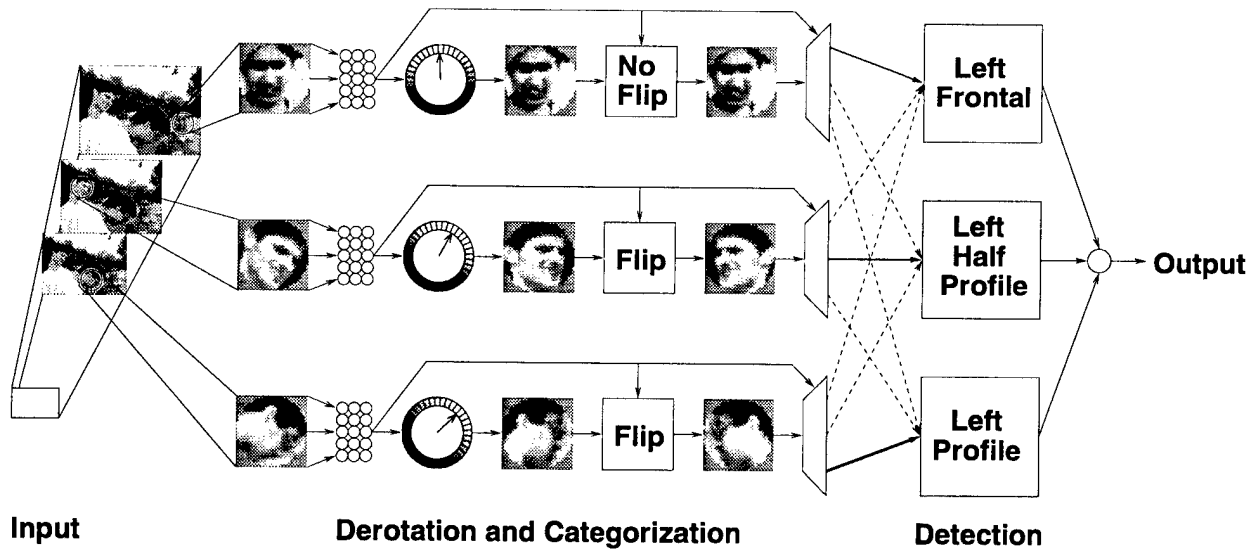 No
Flip
Left
Frontal
Flip
Left
Half
Profile
Output
Flip
Left
Profile
Input
Derotation and Categorization
Detection